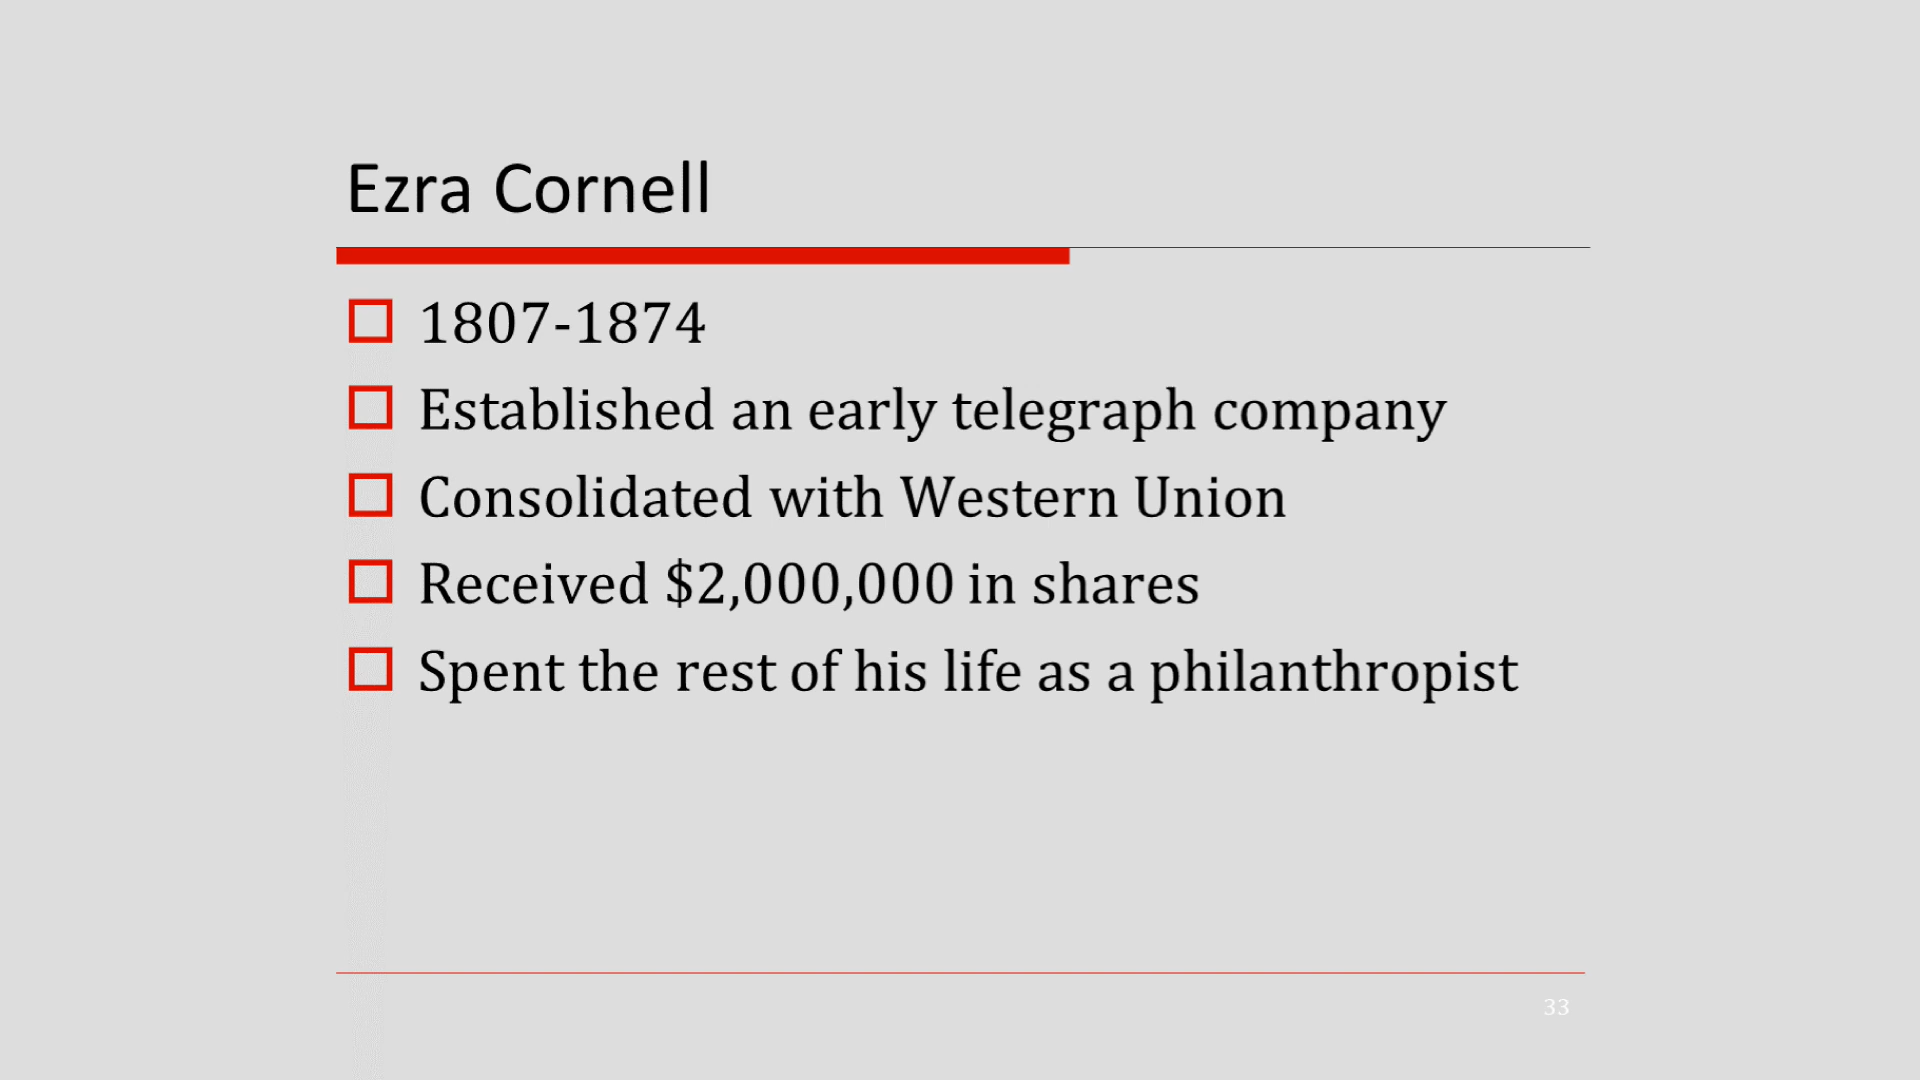 Ezra Cornell
1807-1874
Established an early telegraph company
Consolidated with Western Union
Received $2,000,000 in shares
Spent the rest of his life as a philanthropist
33